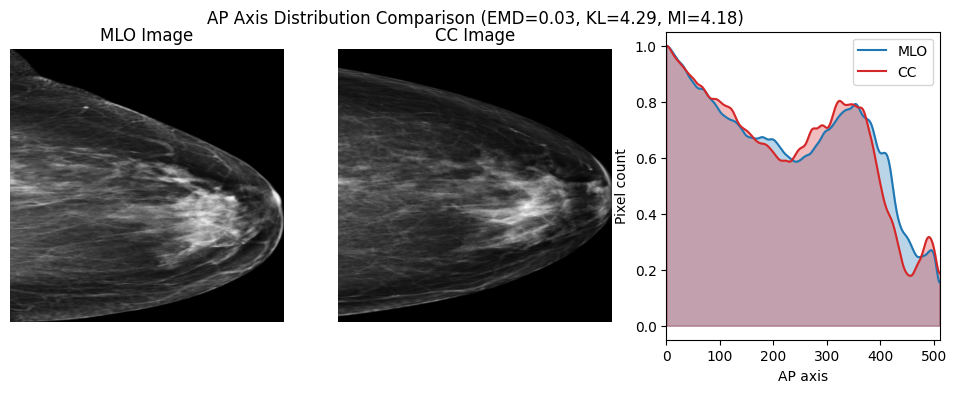 AP Axis Distribution Comparison (EMD=0.03, KL=4.29, MI=4.18)
MLO Image
CC Image
MLO
CC
Pixel count
1.0
0.8
0.6
0.4
0.2
0.0
0 100 200 300 400 500
AP axis